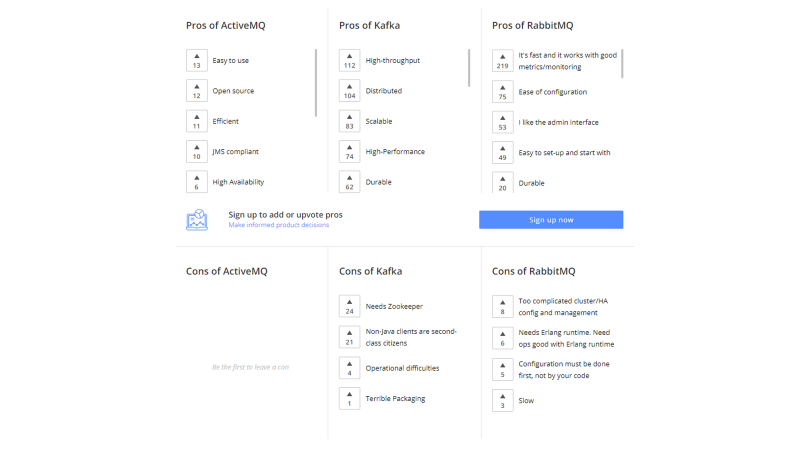 Pros of ActiveMQ
13
Easy to use
12
Open source
11
Efficient
10
JMS compliant
6
High Availability
Pros of Kafka
112
High-throughput
104
Distributed
83
Scalable
74
High-Performance
62
Durable
Pros of RabbitMQ
219
It's fast and it works with good
metrics/monitoring
75
Ease of configuration
53
I like the admin interface
49
Easy to set-up and start with
20
Durable
Sign up to add or upvote pros
Make informed product decisions
Sign up now
Cons of ActiveMQ
Be the first to leave a con
Cons of Kafka
24
Needs Zookeeper
21
Non-Java clients are second-
class citizens
4
Operational difficulties
1
Terrible Packaging
Cons of RabbitMQ
8
Too complicated cluster/HA
config and management
6
Needs Erlang runtime. Need
ops good with Erlang runtime
5
Configuration must be done
first, not by your code
3
Slow